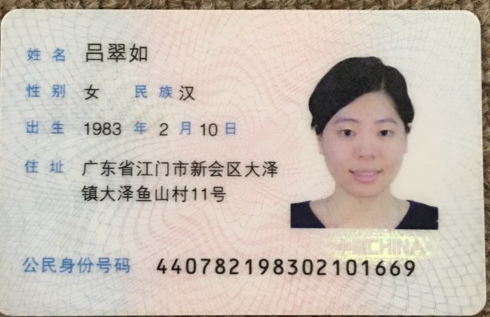 姓名 吕翠如
性别 女 民族 汉
出生 1983 年 2 月 10 日
住址 广东省江门市新会区大泽
镇大泽鱼山村11号
CHINA
公民身份号码 440782198302101669